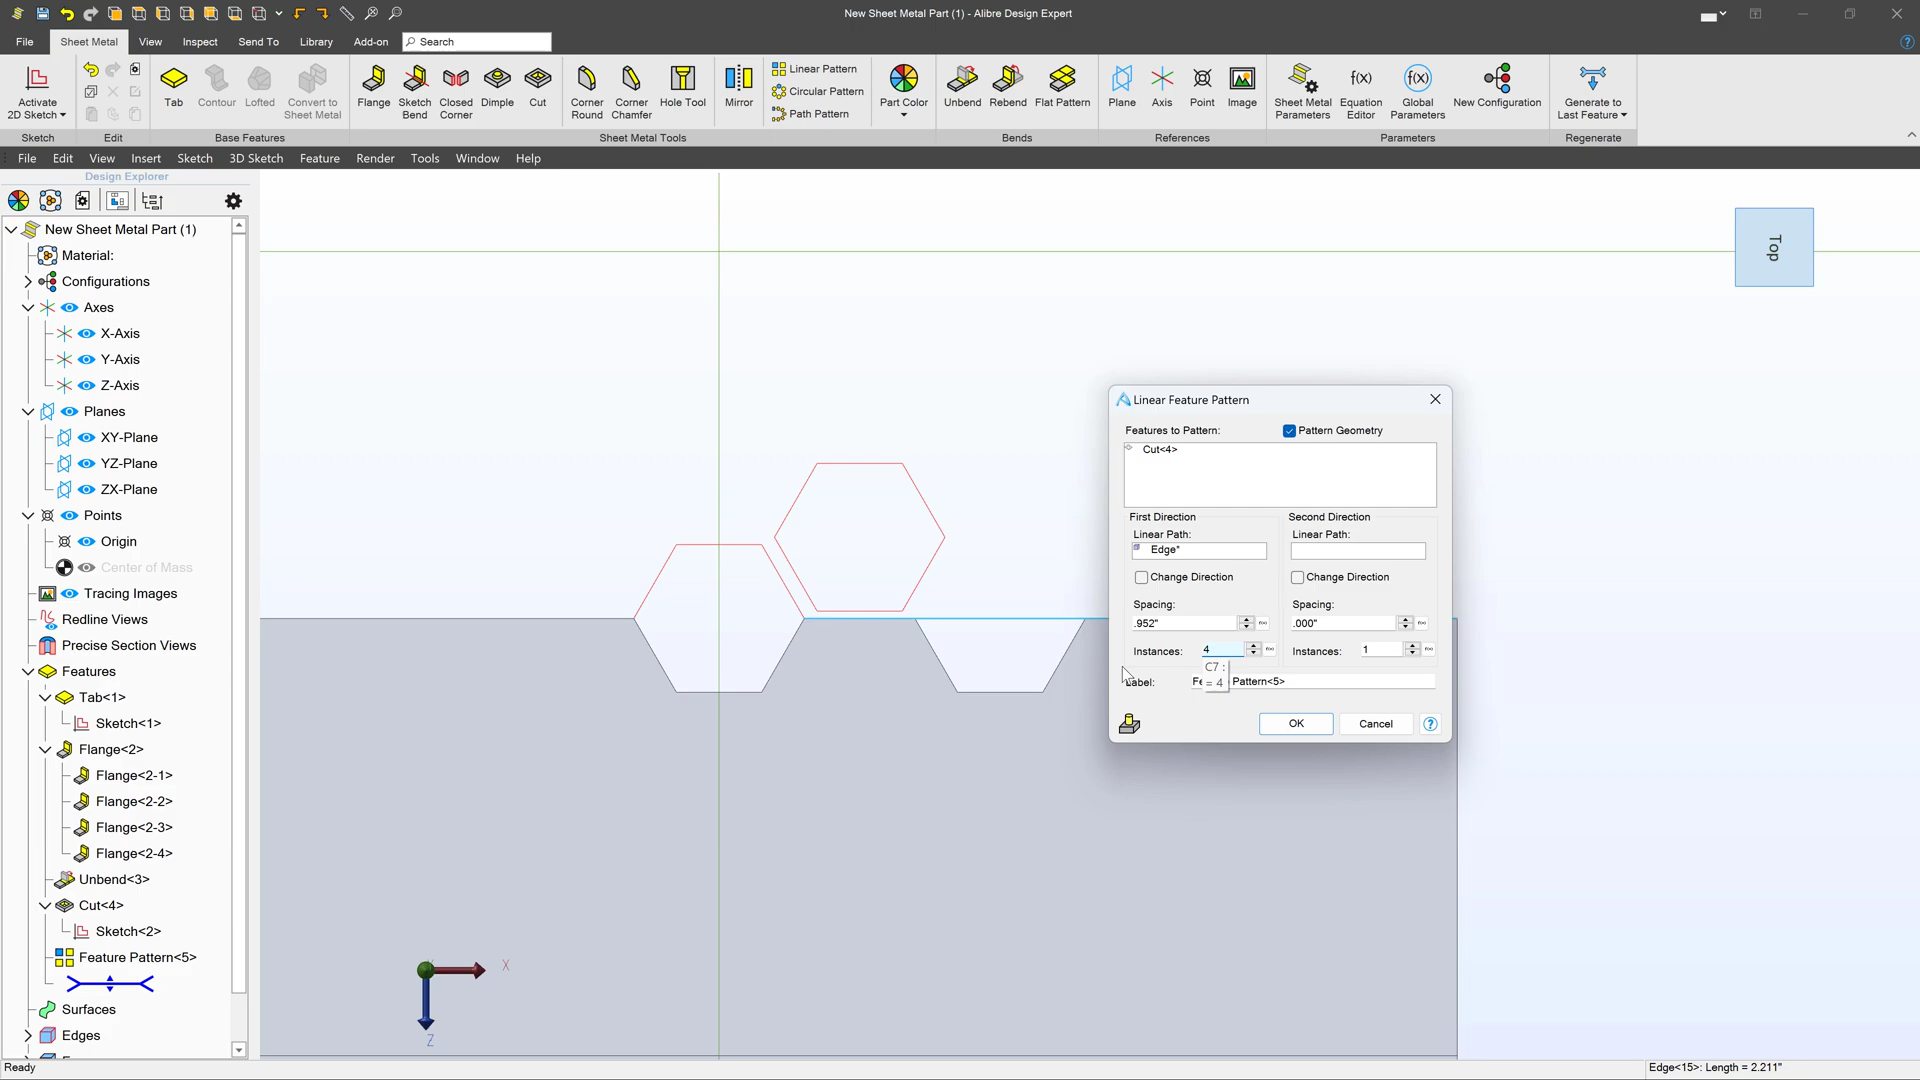 New Sheet Metal Part (1) - Alibre Design Expert
File
Sheet Metal
View
Inspect
Send To
Library
Add-on
Search
Activate
2D Sketch
Tab
Contour
Lofted
Convert to
Sheet Metal
Flange
Sketch
Bend
Closed
Corner
Dimple
Cut
Corner
Round
Corner
Chamfer
Hole Tool
Mirror
Linear Pattern
Circular Pattern
Path Pattern
Part Color
Unbend
Rebend
Flat Pattern
Plane
Axis
Point
Image
Sheet Metal
Parameters
f(x)
Equation
Editor
f(x)
Global
Parameters
New Configuration
Generate to
Last Feature
Sketch
Edit
Base Features
Sheet Metal Tools
Bends
References
Parameters
Regenerate
File
Edit
View
Insert
Sketch
3D Sketch
Feature
Render
Tools
Window
Help
Design Explorer
New Sheet Metal Part (1)
Material:
Configurations
Axes
X-Axis
Y-Axis
Z-Axis
Planes
XY-Plane
YZ-Plane
ZX-Plane
Points
Origin
Center of Mass
Tracing Images
Redline Views
Precise Section Views
Features
Tab<1>
Sketch<1>
Flange<2>
Flange<2-1>
Flange<2-2>
Flange<2-3>
Flange<2-4>
Unbend<3>
Cut<4>
Sketch<2>
Feature Pattern<5>
Surfaces
Edges
Top
X
Z
Linear Feature Pattern
Features to Pattern:
Pattern Geometry
Cut<4>
First Direction
Second Direction
Linear Path:
Linear Path:
Edge"
Change Direction
Change Direction
Spacing:
Spacing:
.952"
.000"
Instances:
4
Instances:
1
C7 :
= 4
Label:
Fe Pattern<5>
OK
Cancel
?
Ready
Edge<15>: Length = 2.211"